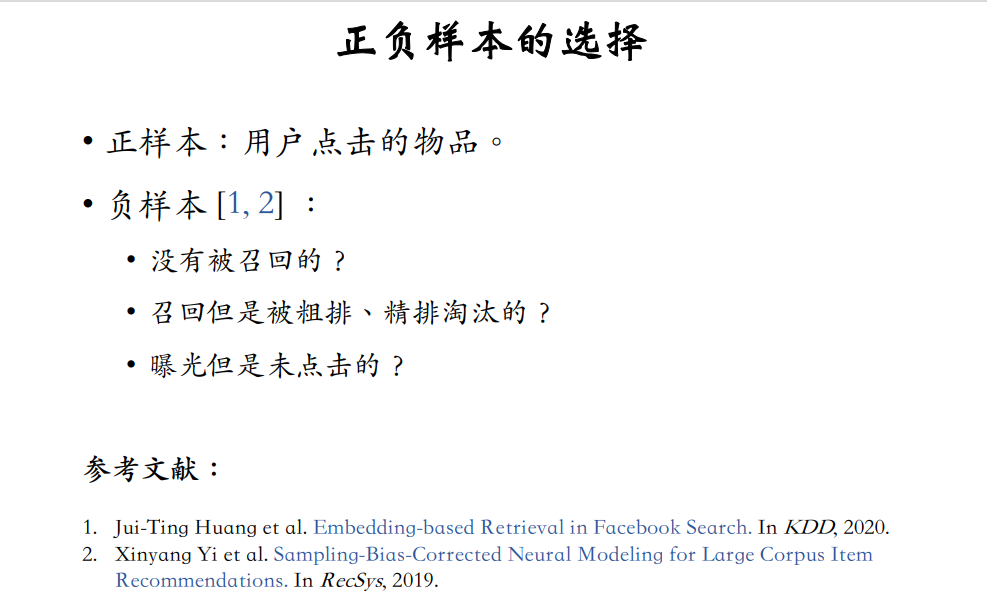 正负样本的选择
• 正样本：用户点击的物品。
• 负样本 [1, 2] ：
• 没有被召回的？
• 召回但是被粗排、精排淘汰的？
• 曝光但是未点击的？
参考文献：
1. Jui-Ting Huang et al. Embedding-based Retrieval in Facebook Search. In KDD, 2020.
2. Xinyang Yi et al. Sampling-Bias-Corrected Neural Modeling for Large Corpus Item
Recommendations. In RecSys, 2019.